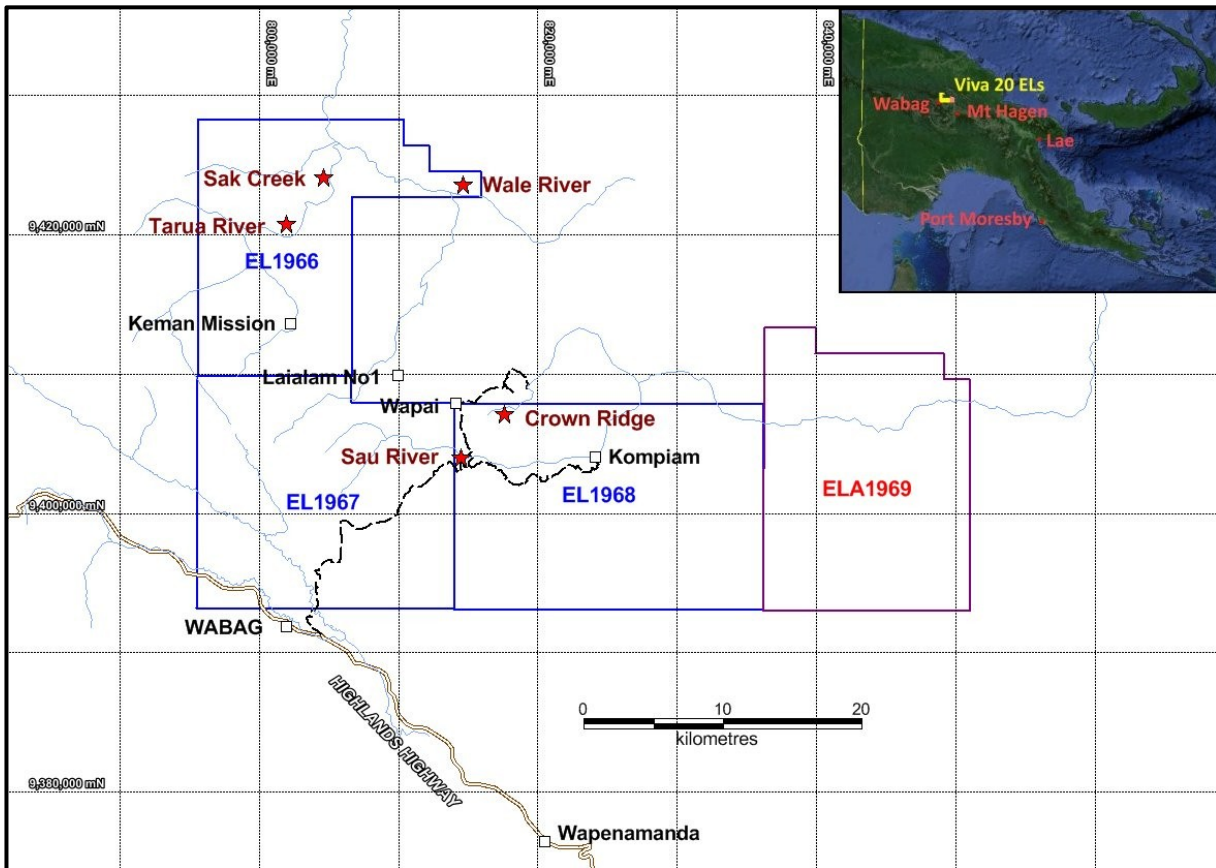 800,000 mE
820,000 mE
840,000 mE
Viva 20 ELs
Wabag
Mt Hagen
Lae
Port Moresby
Sak Creek
Wale River
Tarua River
9,420,000 mN
EL1966
Keman Mission
Laialam No1
Wapai
Crown Ridge
Sau River
Kompiam
EL1967
EL1968
ELA1969
9,400,000 mN
WABAG
HIGHLANDS HIGHWAY
0 10 20
kilometres
9,380,000 mN
Wapenamanda